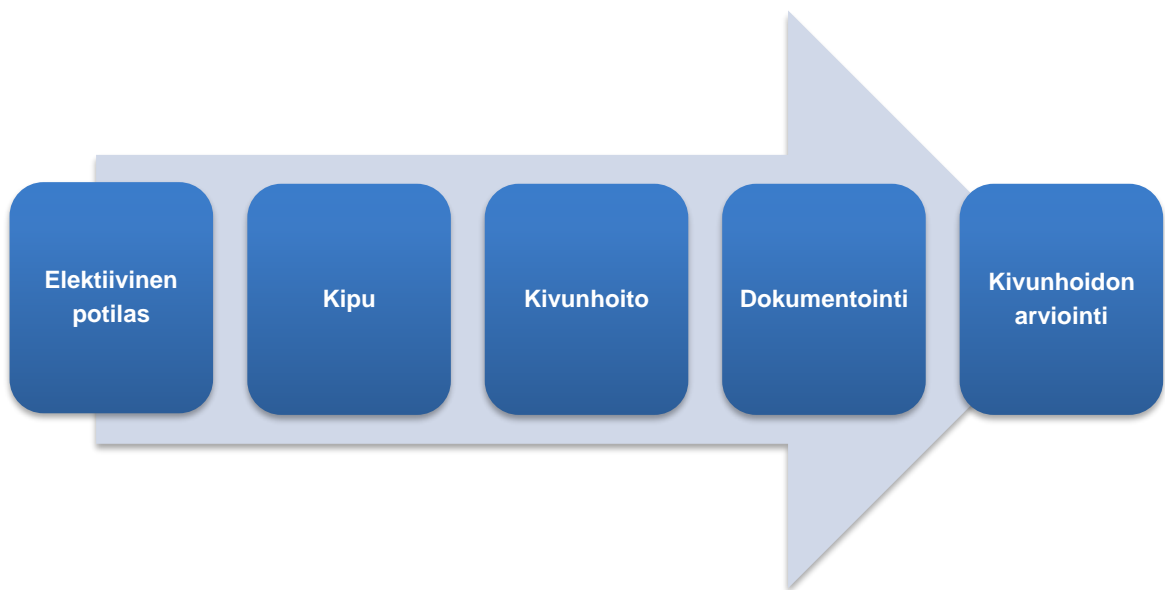 Elektiivinen
potilas
Kipu
Kivunhoito
Dokumentointi
Kivunhoidon
arviointi